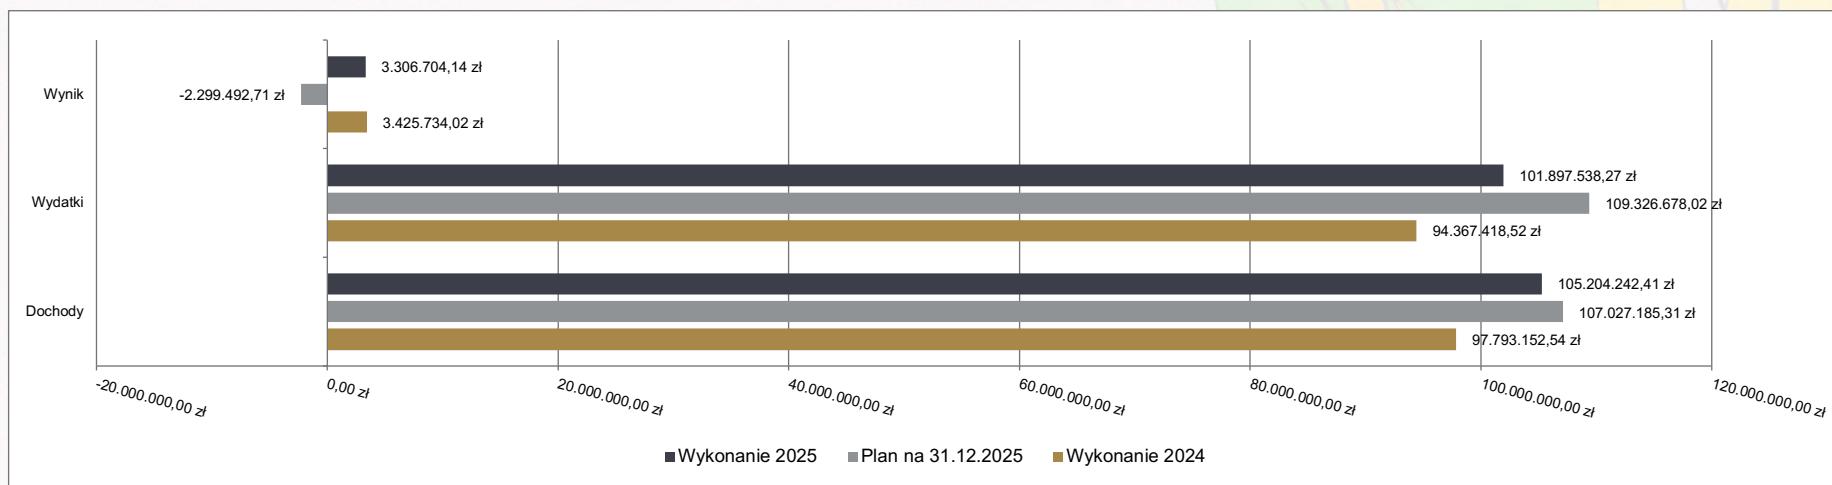 3.306.704,14 zł
Wynik
-2.299.492,71 zł
3.425.734,02 zł
101.897.538,27 zł
Wydatki
109.326.678,02 zł
94.367.418,52 zł
105.204.242,41 zł
Dochody
107.027.185,31 zł
97.793.152,54 zł
-20.000.000,00 zł
0,00 zł
20.000.000,00 zł
40.000.000,00 zł
60.000.000,00 zł
80.000.000,00 zł
100.000.000,00 zł
120.000.000,00 zł
Wykonanie 2025
Plan na 31.12.2025
Wykonanie 2024